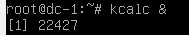 root@dc-1:~# kcalc &
[1] 22427